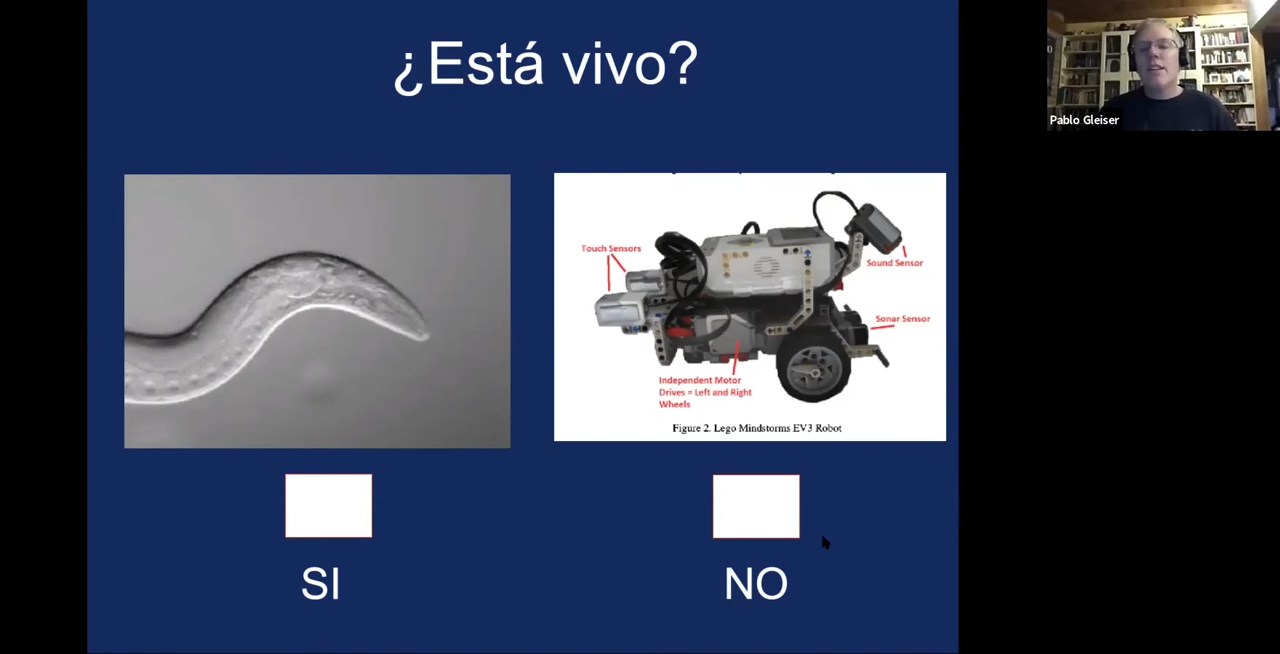 ¿Está vivo?
Pablo Gleiser
Touch Sensors
Sound Sensor
Sonar Sensor
Independent Motor
Drives = Left and Right
Wheels
Figure 2. Lego Mindstorms EV3 Robot
SI
NO